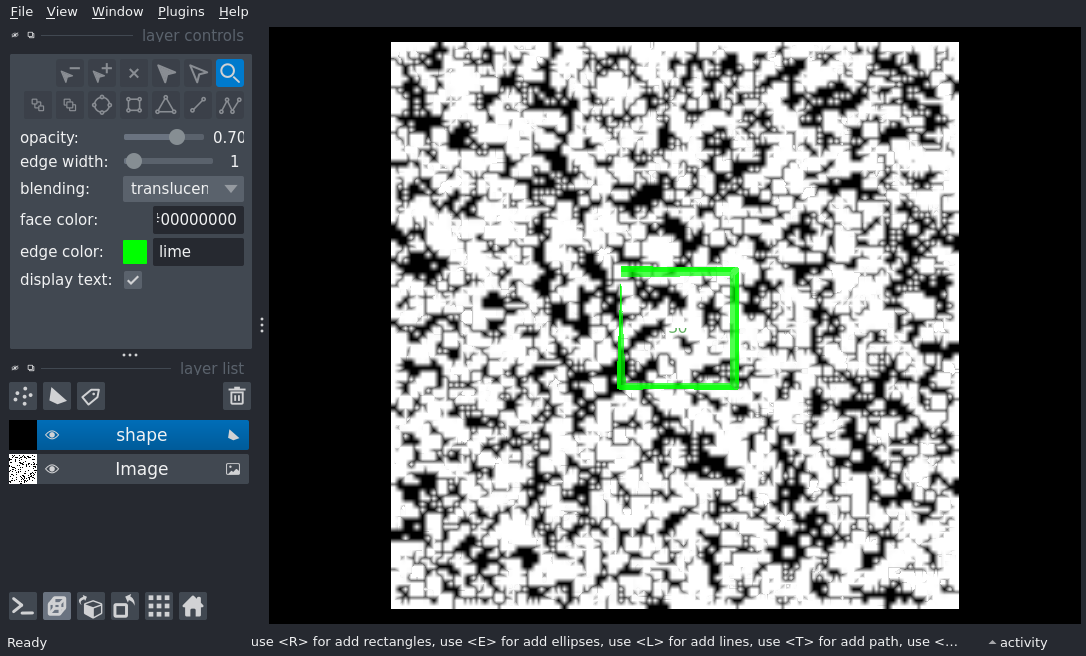 File View Window Plugins Help
layer controls
opacity: 0.70
edge width: 1
blending: translucen
face color: 00000000
edge color: lime
display text:
layer list
shape
Image
Ready
use <R> for add rectangles, use <E> for add ellipses, use <L> for add lines, use <T> for add path, use <...
activity